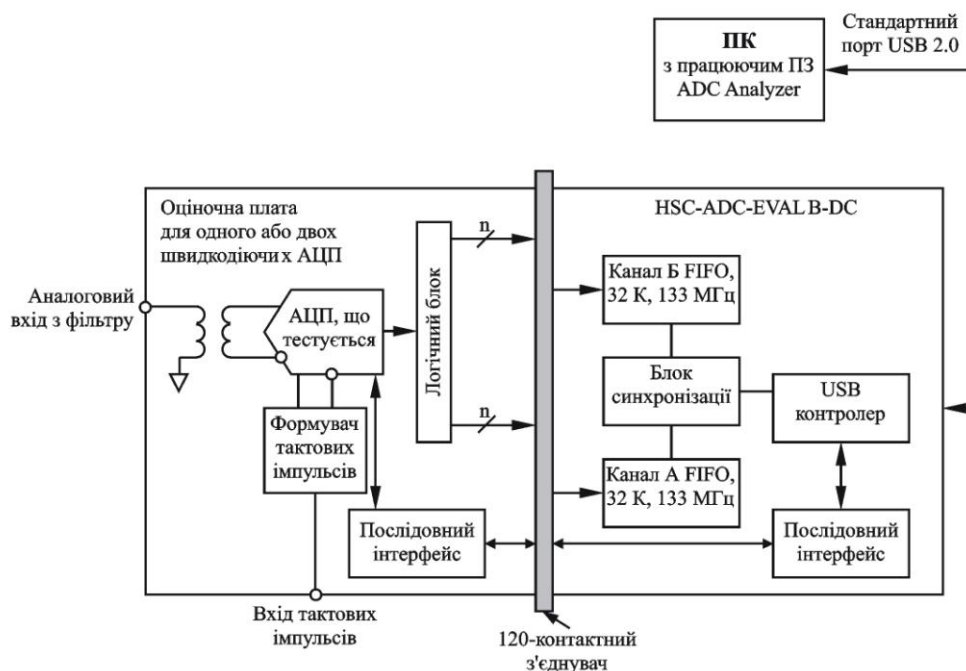 ПК
з працюючим ПЗ
ADC Analyzer
Стандартний
порт USB 2.0
Оціночна плата
для одного або двох
швидкодіючих АЦП
HSC-ADC-EVAL B-DC
Аналоговий
вхід з фільтру
АЦП, що
тестується
Логічний блок
n
n
Формувач
тактових
імпульсів
Послідовний
інтерфейс
Вхід тактових
імпульсів
Канал Б FIFO,
32 К, 133 МГц
Блок
синхронізації
USB
контролер
Канал А FIFO,
32 К, 133 МГц
Послідовний
інтерфейс
120-контактний
з'єднувач